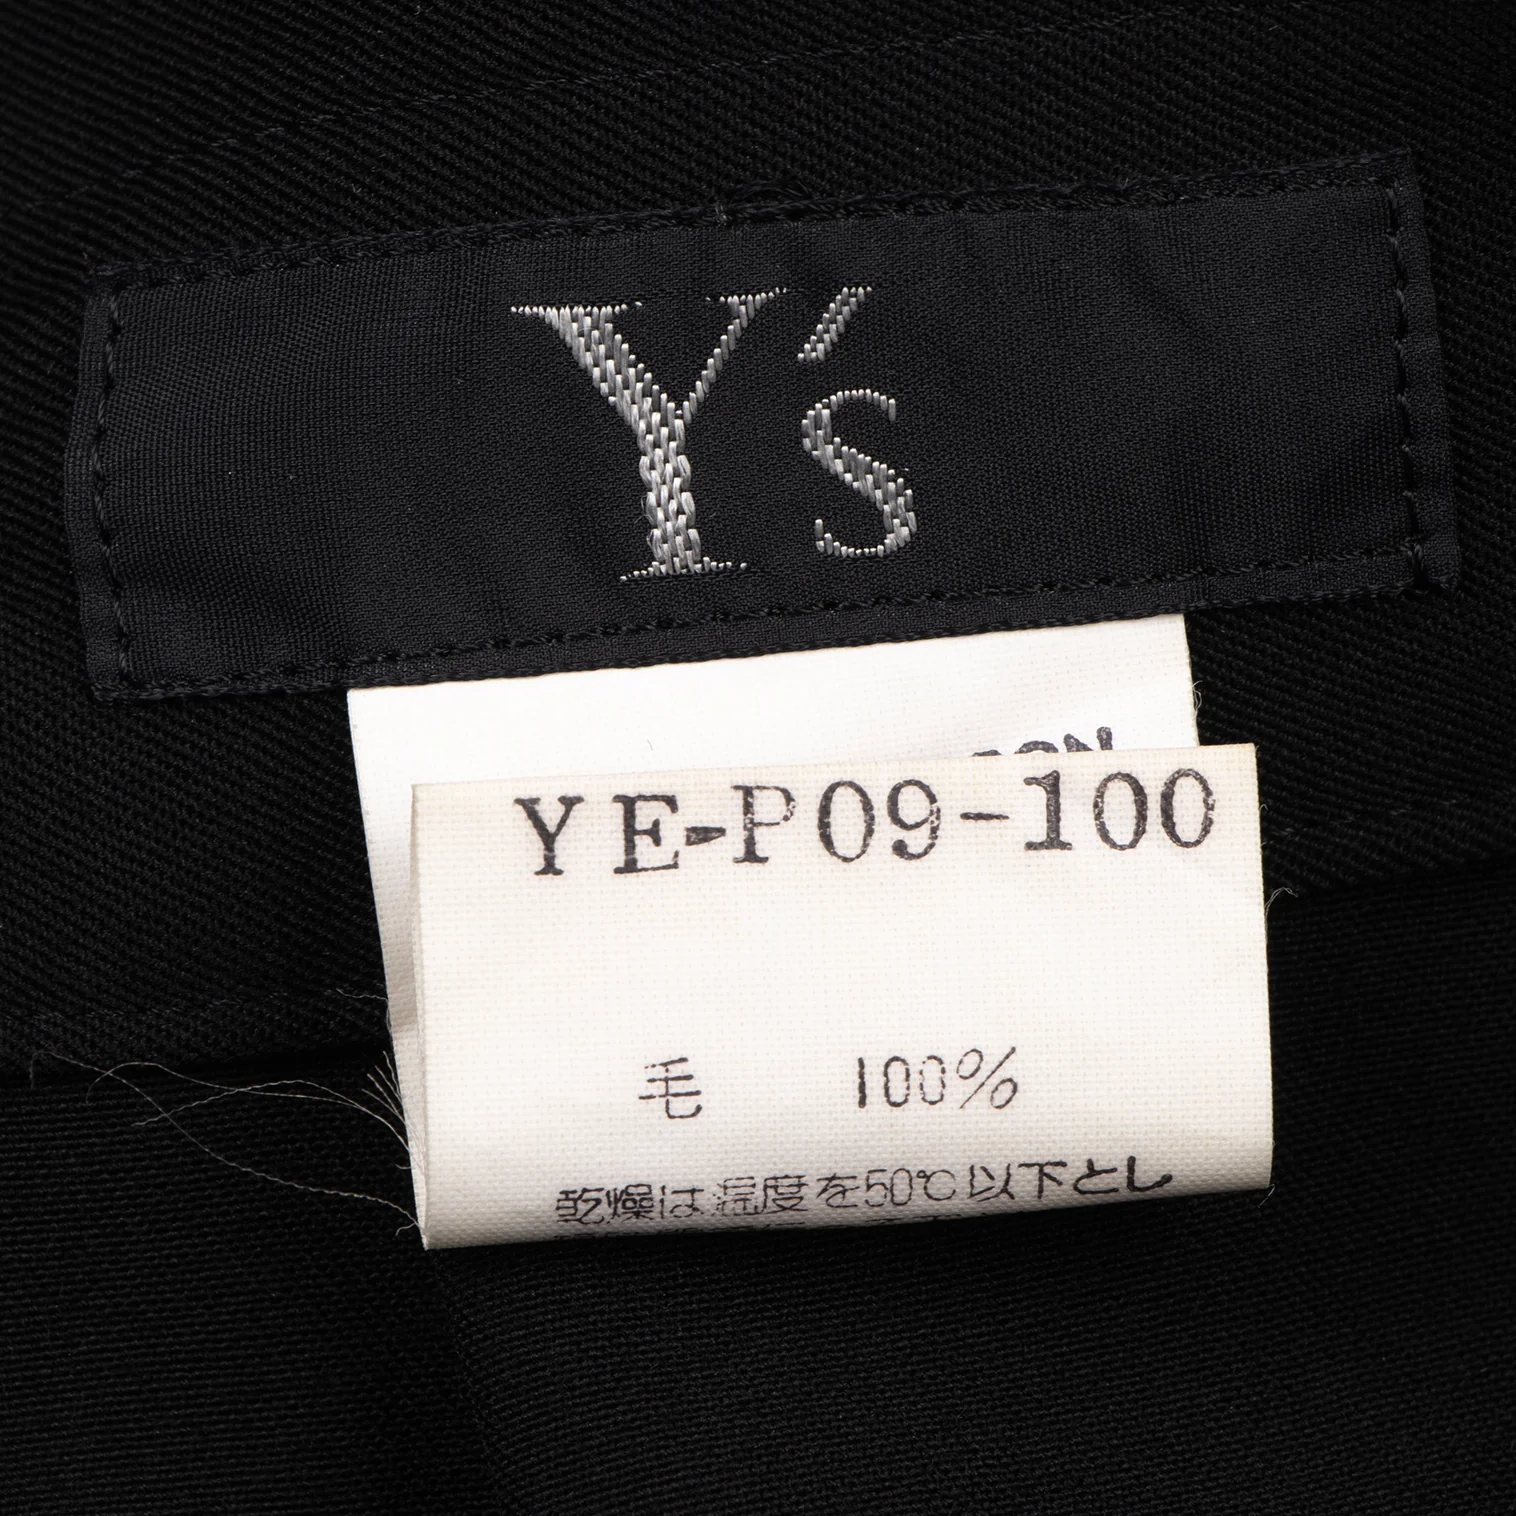 Y's
YE-P09-100
毛 100%
乾燥は温度を50℃以下とし